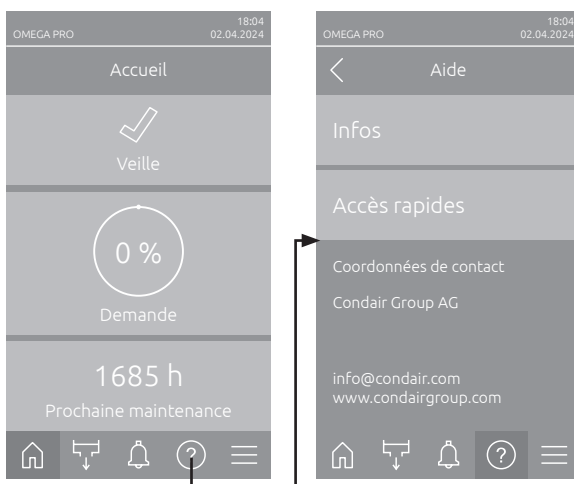 18:04
OMEGA PRO 02.04.2024
Accueil
Veille
0 %
Demande
1685 h
Prochaine maintenance
?
18:04
OMEGA PRO 02.04.2024
Aide
Infos
Accès rapides
Coordonnées de contact
Condair Group AG
info@condair.com
www.condairgroup.com
?